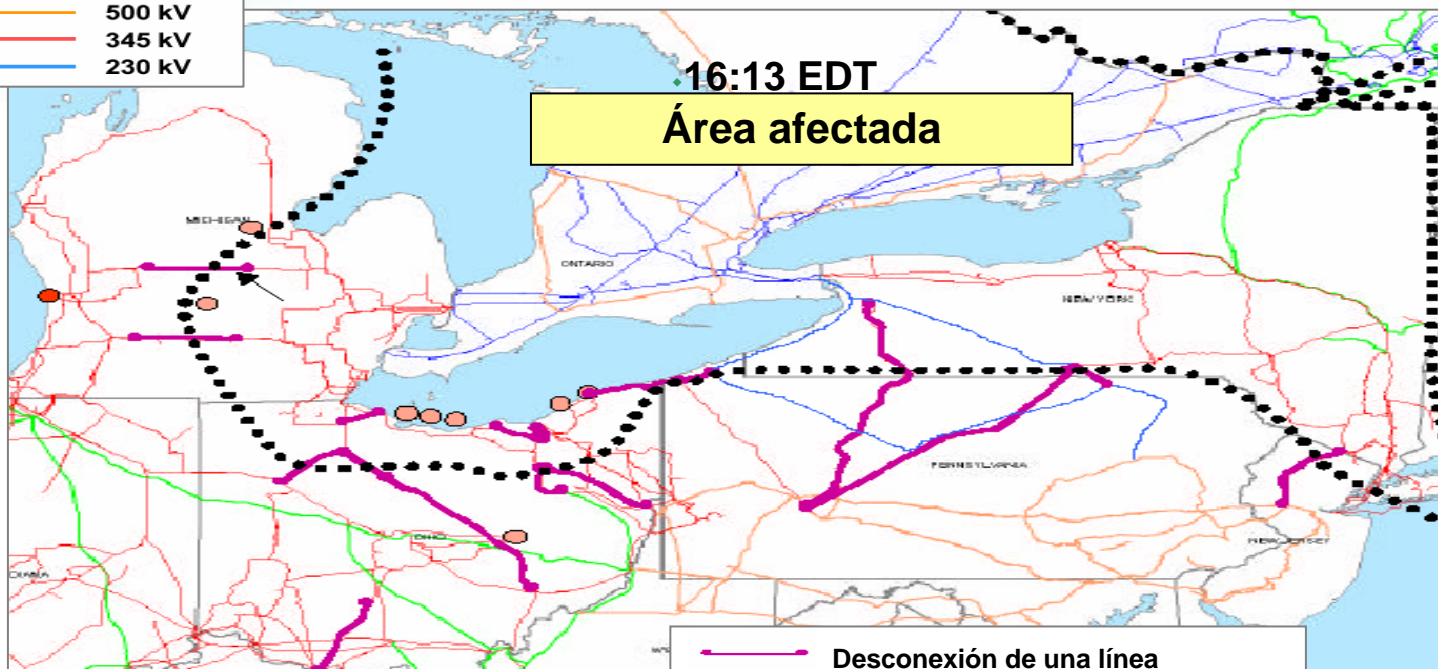 500 kV
345 kV
230 kV
16:13 EDT
Área afectada
MICHIGAN
ONTARIO
NEW YORK
PENNSYLVANIA
OHIO
NEW JERSEY
DIANA
Desconexión de una línea